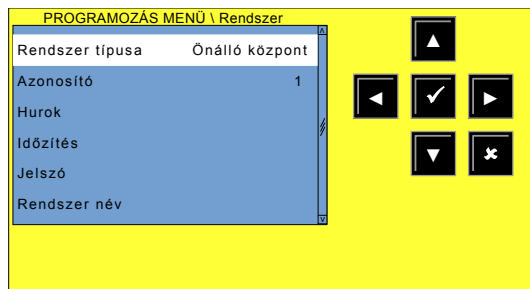 PROGRAMOZÁS MENÜ \ Rendszer
Rendszer típusa Önálló központ
Azonosító 1
Hurok
Időzítés
Jelszó
Rendszer név